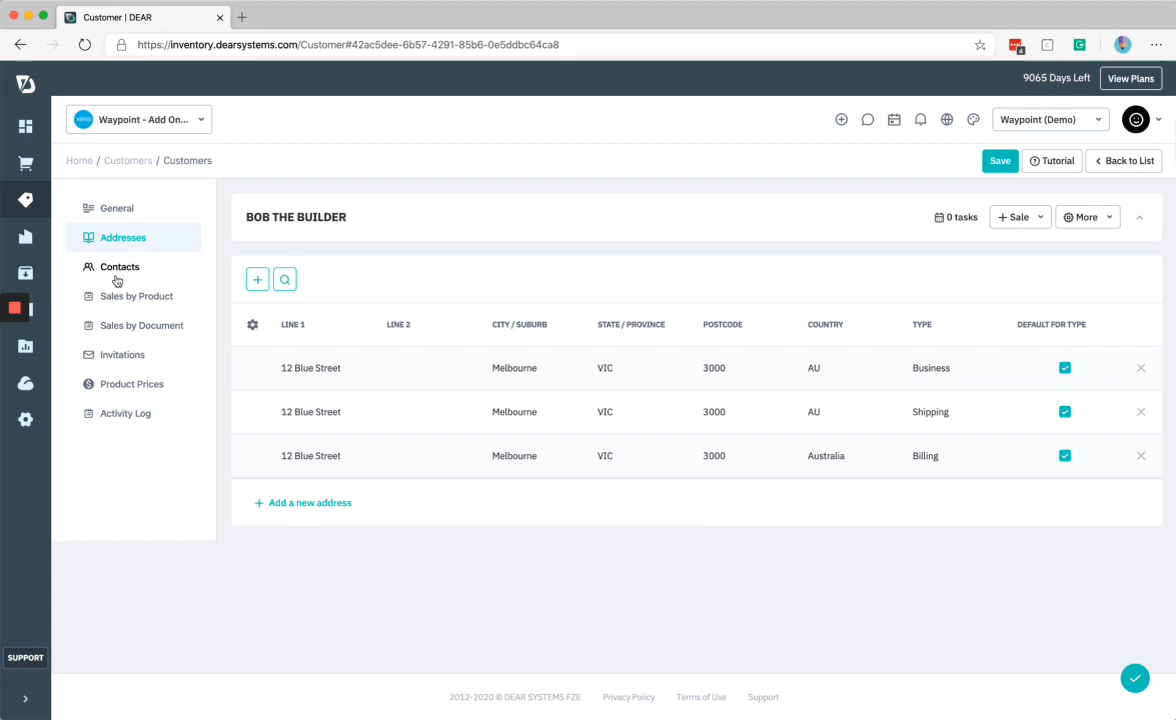 Customer | DEAR
https://inventory.dearsystems.com/Customer#42ac5dee-6b57-4291-85b6-0e5ddbc64ca8
4
C
G
9065 Days Left
View Plans
xero
Waypoint - Add On...
Waypoint (Demo)
Home / Customers / Customers
Save
Tutorial
Back to List
General
Addresses
Contacts
Sales by Product
Sales by Document
Invitations
Product Prices
Activity Log
BOB THE BUILDER
0 tasks
+ Sale
More
LINE 1 LINE 2 CITY / SUBURB STATE / PROVINCE POSTCODE COUNTRY TYPE DEFAULT FOR TYPE
12 Blue Street Melbourne VIC 3000 AU Business
12 Blue Street Melbourne VIC 3000 AU Shipping
12 Blue Street Melbourne VIC 3000 Australia Billing
+ Add a new address
SUPPORT
2012-2020 © DEAR SYSTEMS FZE Privacy Policy Terms of Use Support